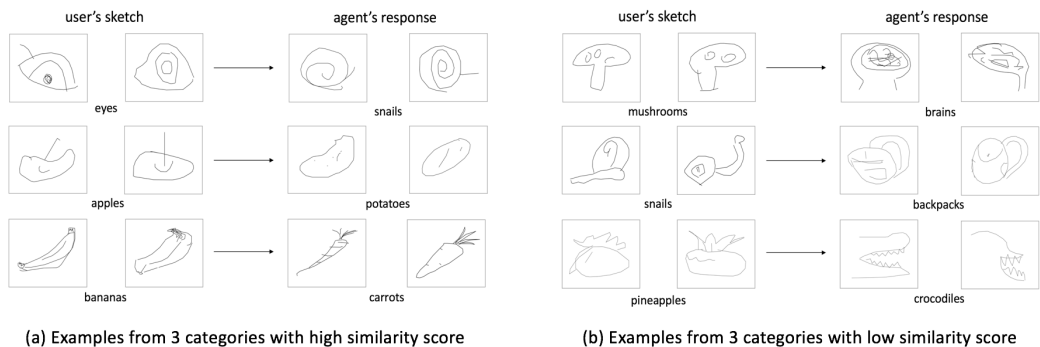 user's sketch agent's response
eyes snails
apples potatoes
bananas carrots
(a) Examples from 3 categories with high similarity score
user's sketch agent's response
mushrooms brains
snails backpacks
pineapples crocodiles
(b) Examples from 3 categories with low similarity score